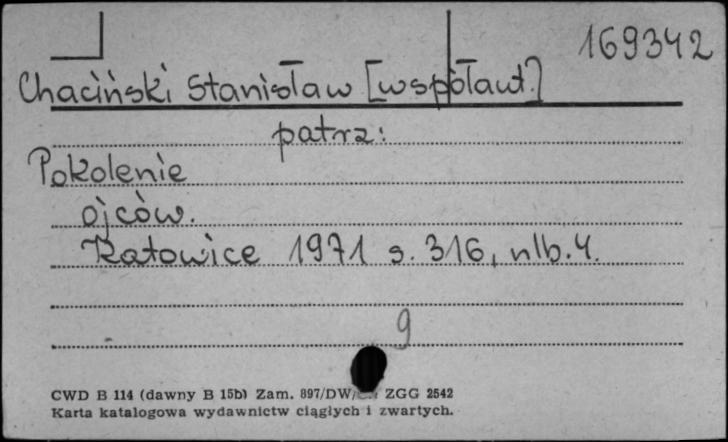 169342
Chaciński Stanisław [współaut.]
patrz:
Pokolenie
ojców.
Katowice 1971 s. 316, nlb. 4.
9
CWD B 114 (dawny B 15b) Zam. 897/DW/ ZGG 2542
Karta katalogowa wydawnictw ciągłych i zwartych.